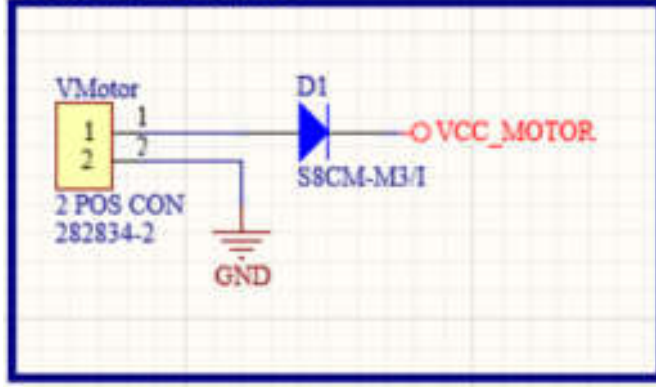 VMotor
D1
1
1
VCC_MOTOR
2
2
S8CM-M3/I
2 POS CON
282834-2
GND